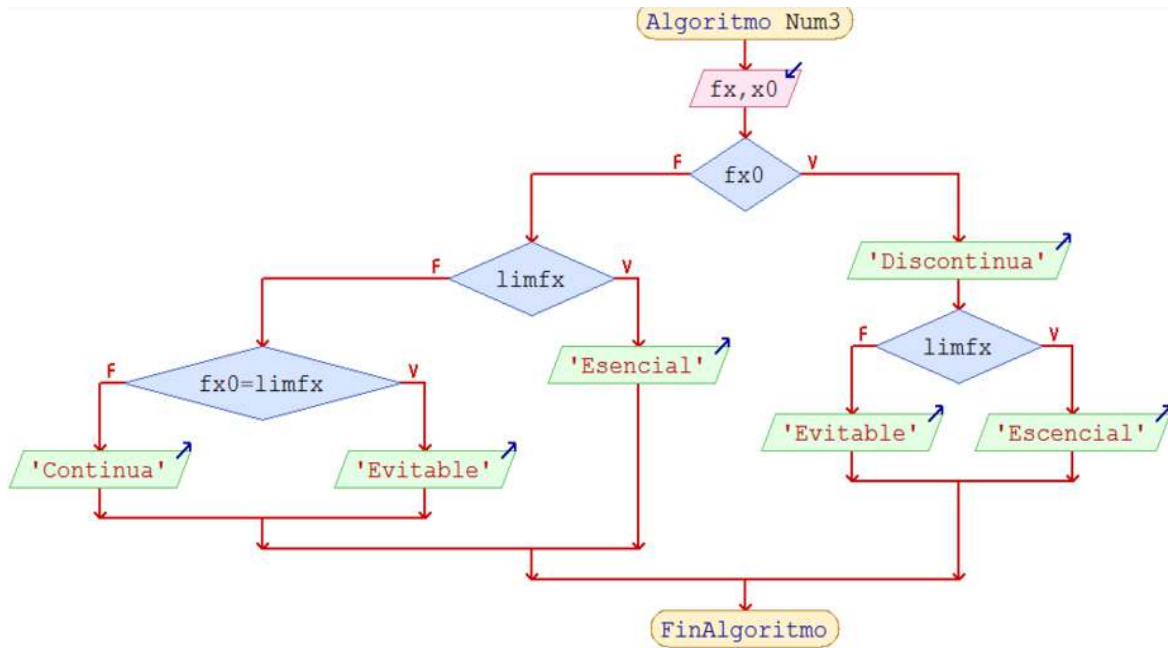 Algoritmo Num3
fx,x0
F
V
fx0
'Discontinua'
F
V
limfx
F
V
limfx
'Esencial'
F
V
fx0=limfx
'Evitable'
'Escencial'
'Continua'
'Evitable'
FinAlgoritmo